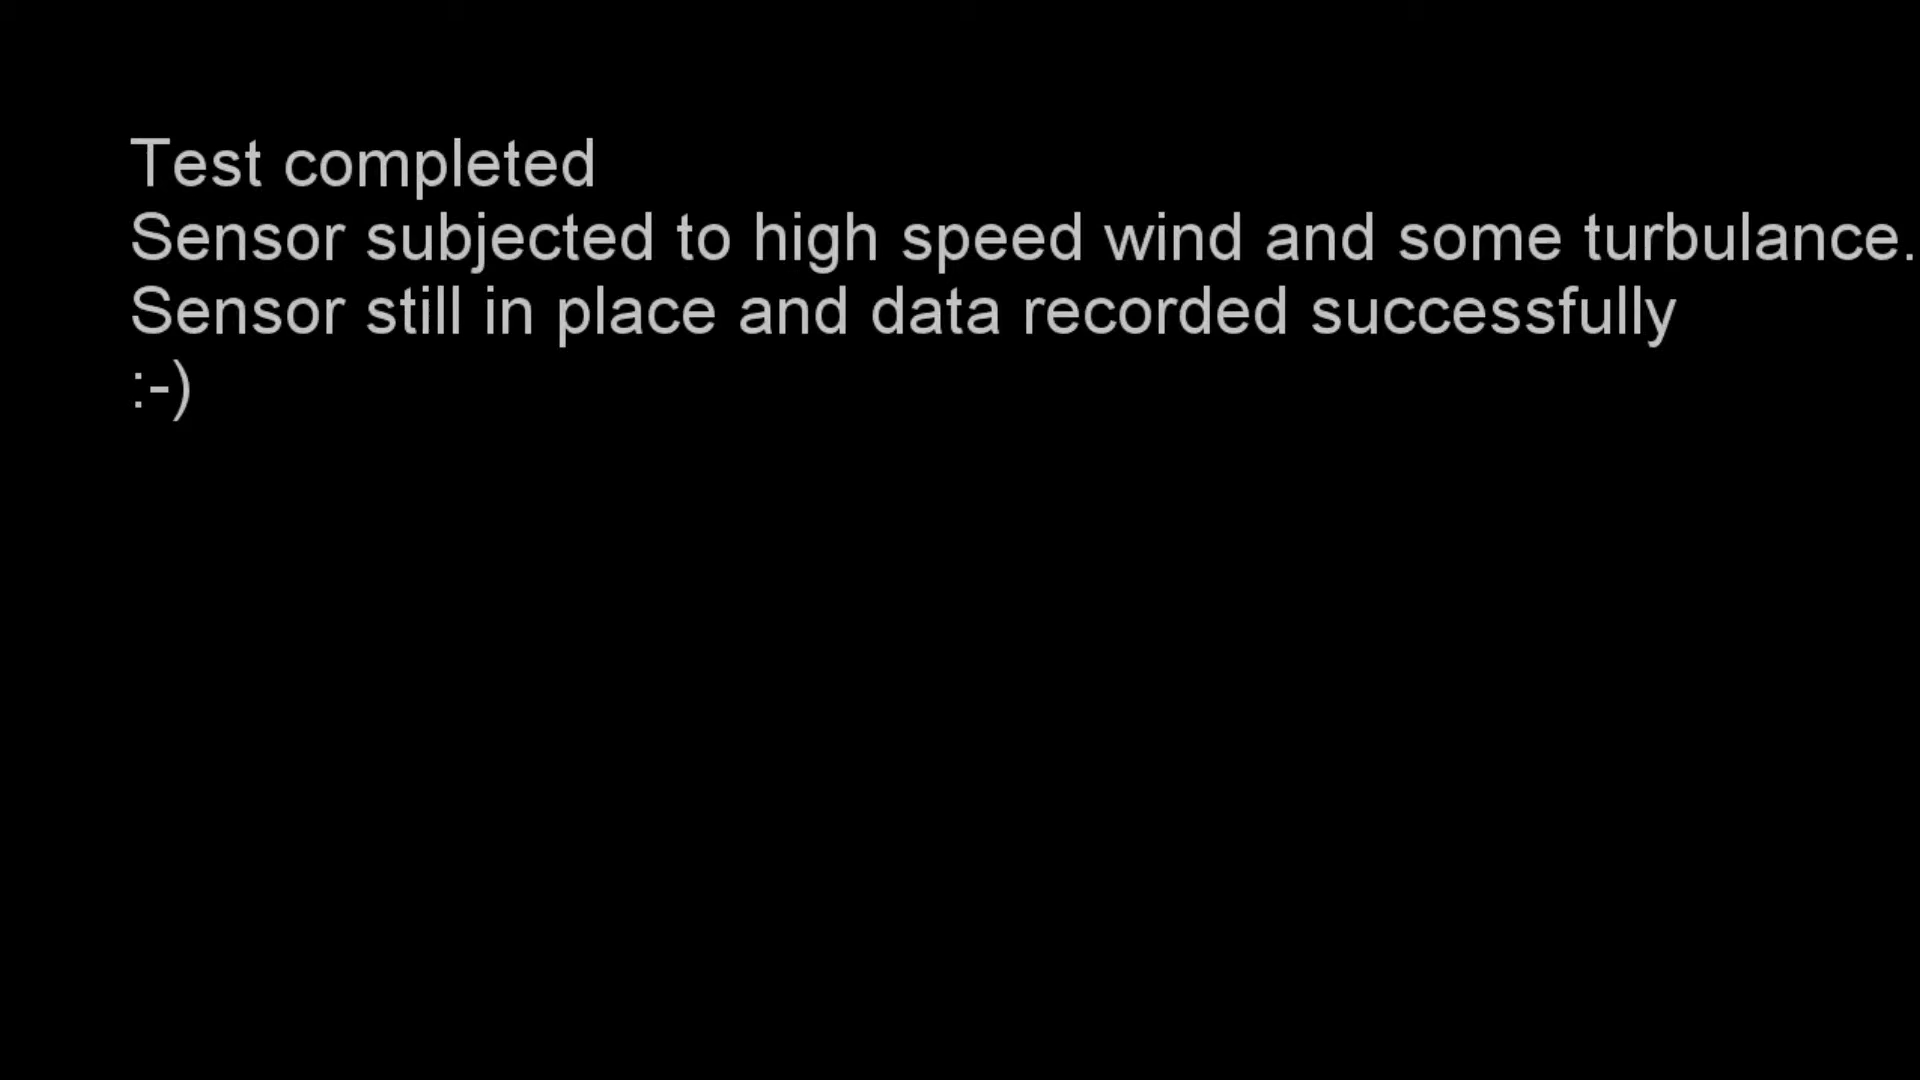 Test completed
Sensor subjected to high speed wind and some turbulance.
Sensor still in place and data recorded successfully
:-)